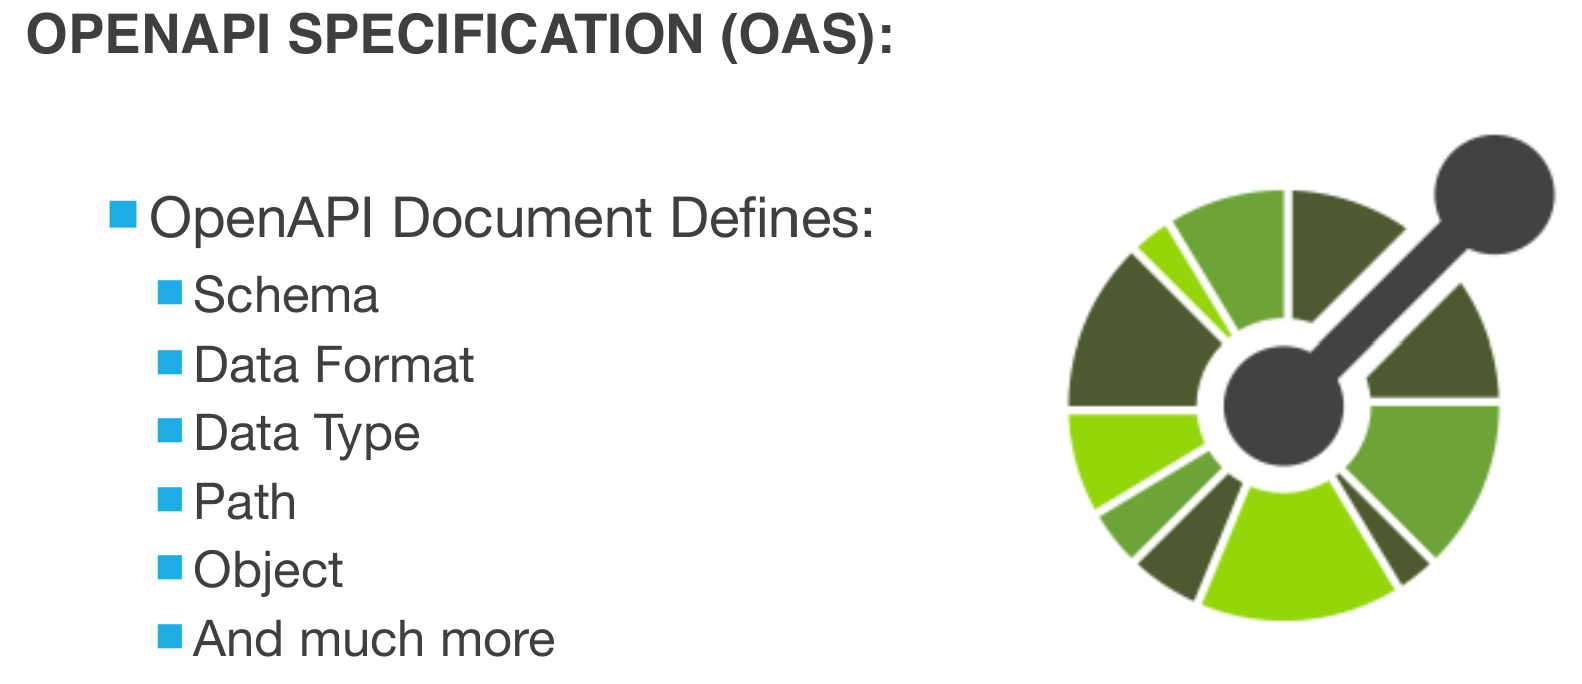 OPENAPI SPECIFICATION (OAS):
OpenAPI Document Defines:
Schema
Data Format
Data Type
Path
Object
And much more